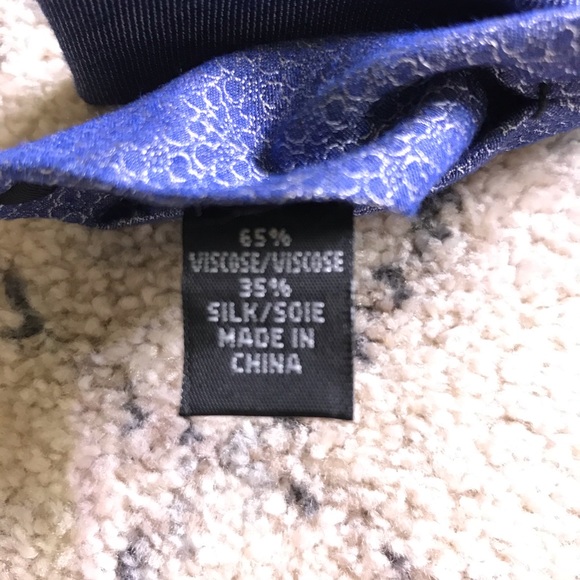 65%
VISCOSE/VISCOSE
35%
SILK/SOIE
MADE IN
CHINA